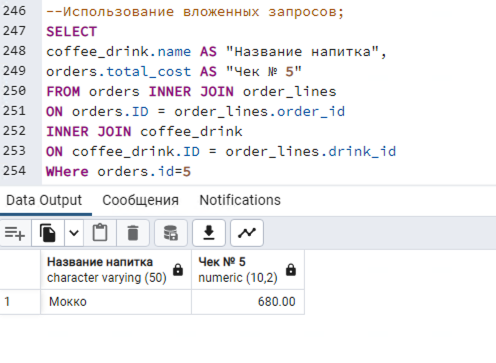 246 --Использование вложенных запросов;
247 SELECT
248 coffee_drink.name AS "Название напитка",
249 orders.total_cost AS "Чек № 5"
250 FROM orders INNER JOIN order_lines
251 ON orders.ID = order_lines.order_id
252 INNER JOIN coffee_drink
253 ON coffee_drink.ID = order_lines.drink_id
254 WHere orders.id=5
Data Output Сообщения Notifications
Название напитка Чек № 5
character varying (50) numeric (10,2)
1 Мокко 680.00